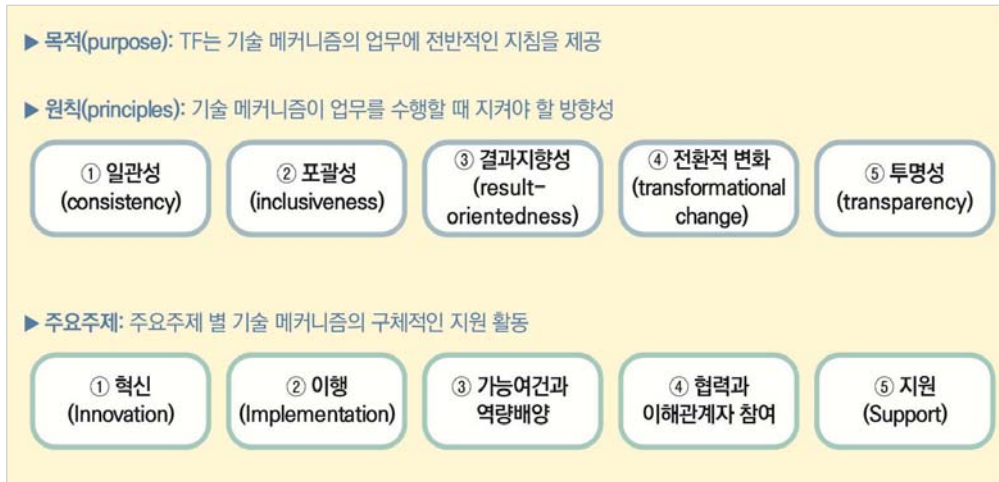 ▶ 목적(purpose): TF는 기술 메커니즘의 업무에 전반적인 지침을 제공
▶ 원칙(principles): 기술 메커니즘이 업무를 수행할 때 지켜야 할 방향성
① 일관성
(consistency)
② 포괄성
(inclusiveness)
③ 결과지향성
(result-
orientedness)
④ 전환적 변화
(transformational
change)
⑤ 투명성
(transparency)
▶ 주요주제: 주요주제 별 기술 메커니즘의 구체적인 지원 활동
① 혁신
(Innovation)
② 이행
(Implementation)
③ 가능여건과
역량배양
④ 협력과
이해관계자 참여
⑤ 지원
(Support)